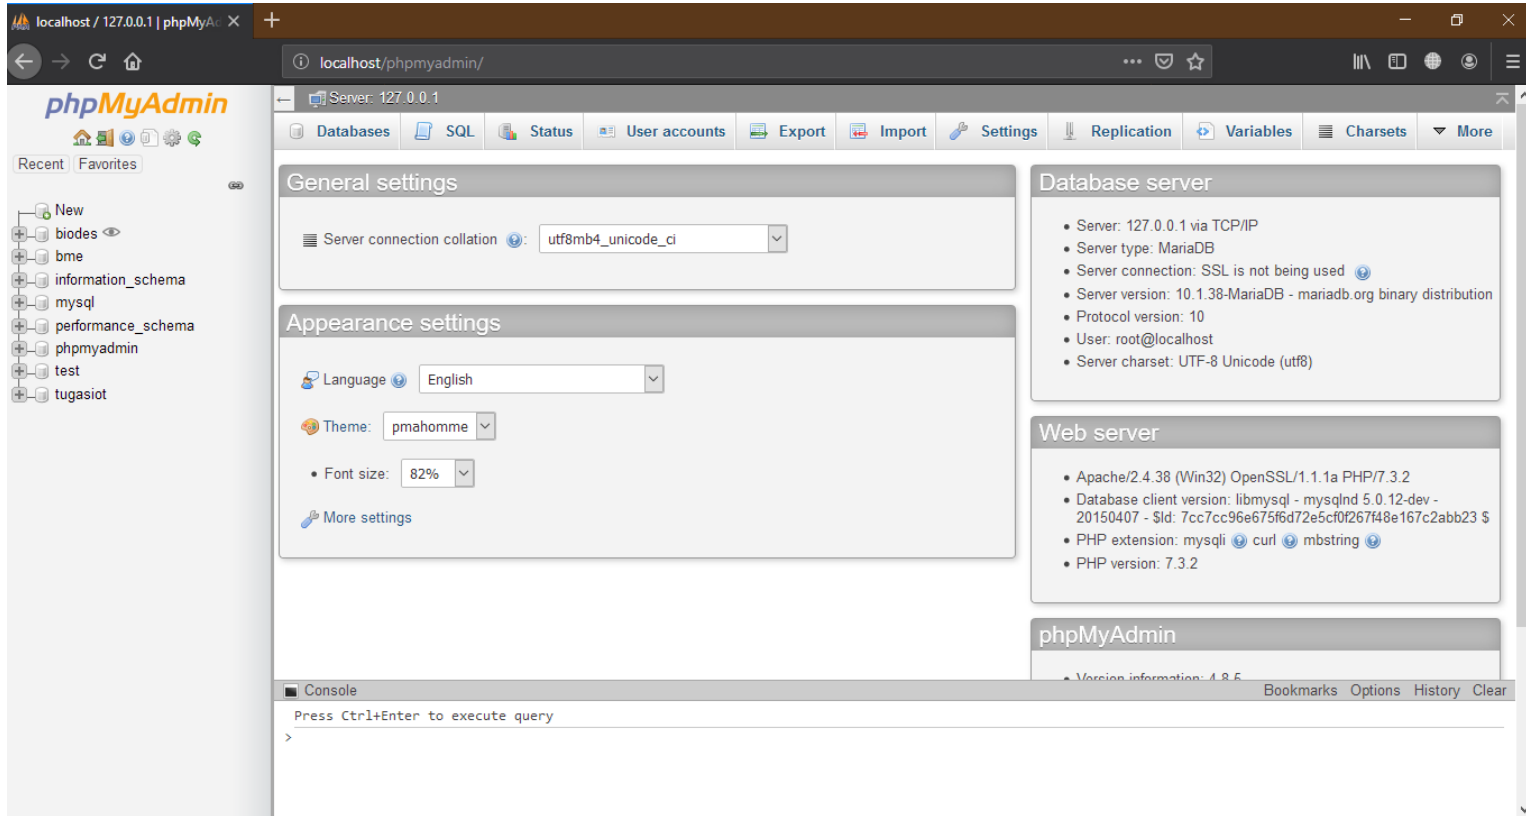 localhost / 127.0.0.1 | phpMyAd
localhost/phpmyadmin/
phpMyAdmin
Recent Favorites
New
biodes
bme
information_schema
mysql
performance_schema
phpmyadmin
test
tugasiot
Server: 127.0.0.1
Databases SQL Status User accounts Export Import Settings Replication Variables Charsets More
General settings
Server connection collation : utf8mb4_unicode_ci
Appearance settings
Language English
Theme: pmahomme
• Font size: 82%
More settings
Database server
• Server: 127.0.0.1 via TCP/IP
• Server type: MariaDB
• Server connection: SSL is not being used
• Server version: 10.1.38-MariaDB - mariadb.org binary distribution
• Protocol version: 10
• User: root@localhost
• Server charset: UTF-8 Unicode (utf8)
Web server
• Apache/2.4.38 (Win32) OpenSSL/1.1.1a PHP/7.3.2
• Database client version: libmysql - mysqlnd 5.0.12-dev -
20150407 - $Id: 7cc7cc96e675f6d72e5cf0f267f48e167c2abb23 $
• PHP extension: mysqli curl mbstring
• PHP version: 7.3.2
phpMyAdmin
• Version information: 4.8.5
Console
Bookmarks Options History Clear
Press Ctrl+Enter to execute query
>